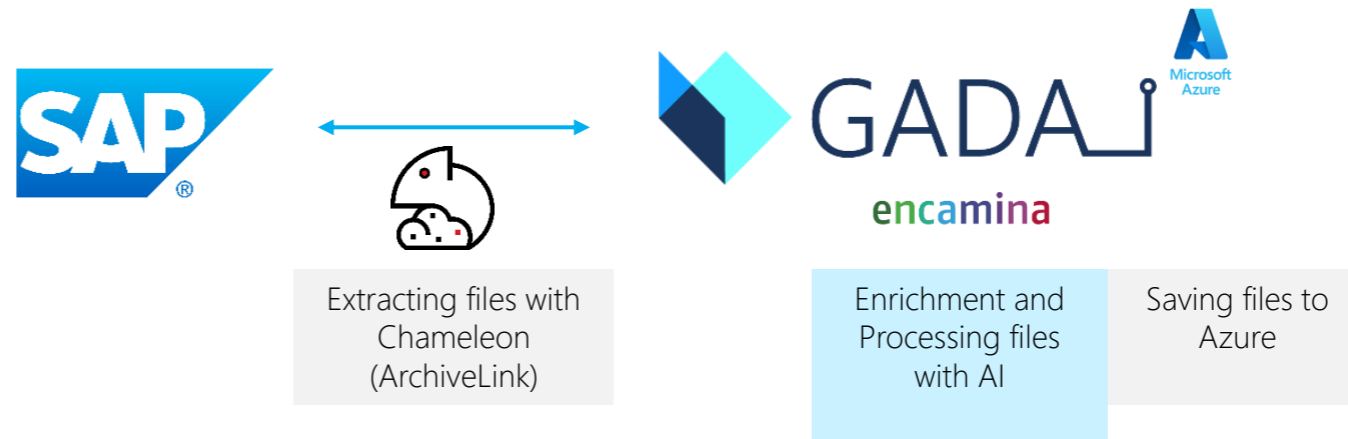 SAP
®
GADA
Microsoft
Azure
encamina
Extracting files with
Chameleon
(ArchiveLink)
Enrichment and
Processing files
with AI
Saving files to
Azure